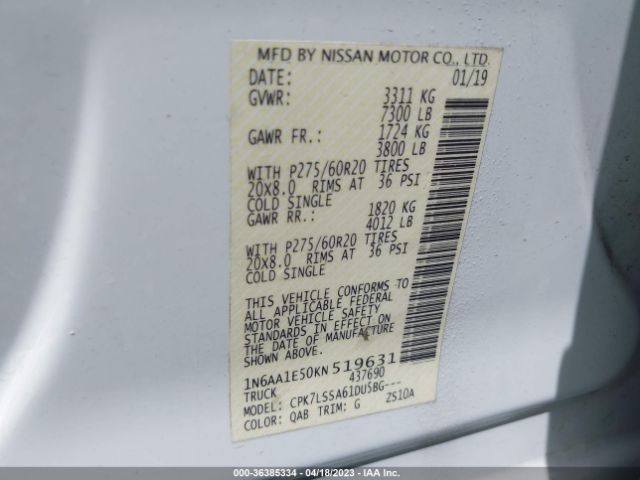 MFD BY NISSAN MOTOR CO., LTD.
DATE: 01/19
GVWR: 3311 KG
7300 LB
GAWR FR.: 1724 KG
3800 LB
WITH P275/60R20 TIRES
20X8.0 RIMS AT 36 PSI
COLD SINGLE
GAWR RR.: 1820 KG
4012 LB
WITH P275/60R20 TIRES
20X8.0 RIMS AT 36 PSI
COLD SINGLE
THIS VEHICLE CONFORMS TO
ALL APPLICABLE FEDERAL
MOTOR VEHICLE SAFETY
STANDARDS IN EFFECT ON
THE DATE OF MANUFACTURE
SHOWN ABOVE.
1N6AA1E50KN519631
TRUCK 437690
MODEL: CPK7LSSA61DU5BG---
COLOR: QAB TRIM: G ZS10A
000-36385334 - 04/18/2023 - IAA Inc.